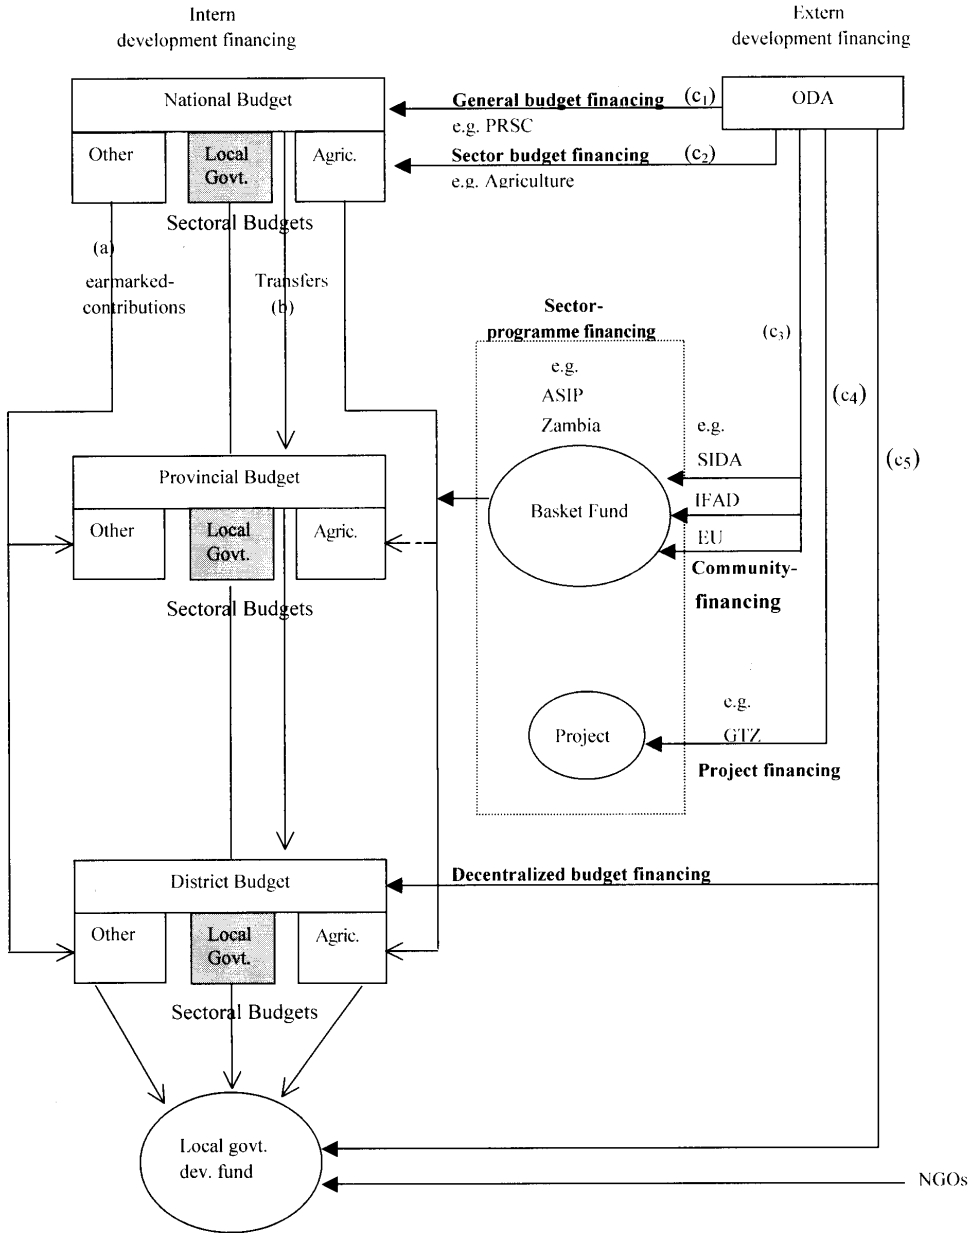 Intern
development financing
Extern
development financing
National Budget
General budget financing (c1)
ODA
e.g. PRSC
Other
Local
Govt.
Agric.
Sector budget financing (c2)
e.g. Agriculture
Sectoral Budgets
(a)
earmarked-
contributions
Transfers
(b)
Sector-
programme financing
(c3)
e.g.
ASIP
Zambia
(c4)
e.g.
SIDA
(c5)
Provincial Budget
Basket Fund
IFAD
Other
Local
Govt.
Agric.
EU
Community-
financing
Sectoral Budgets
e.g.
Project
GTZ
Project financing
District Budget
Decentralized budget financing
Other
Local
Govt.
Agric.
Sectoral Budgets
Local govt.
dev. fund
NGOs